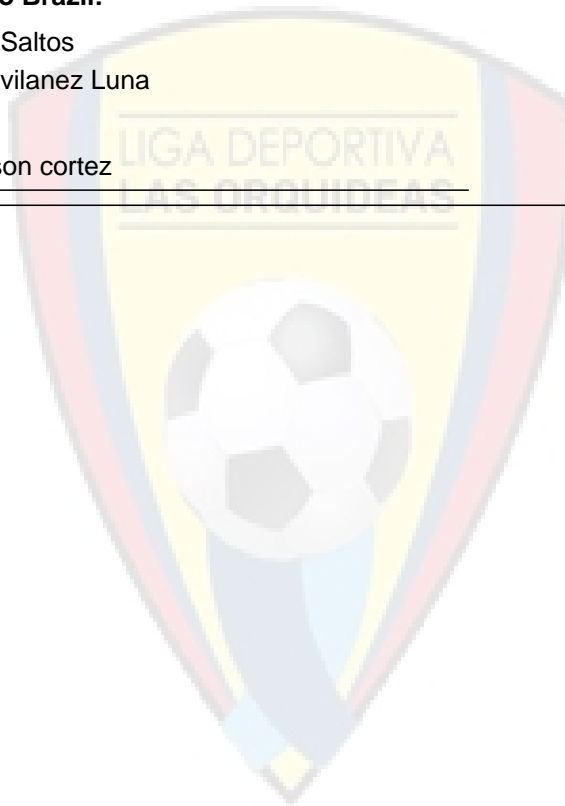 Brazil.
Saltos
vilanez Luna
son cortez
LIGA DEPORTIVA
LAS ORQUIDEAS